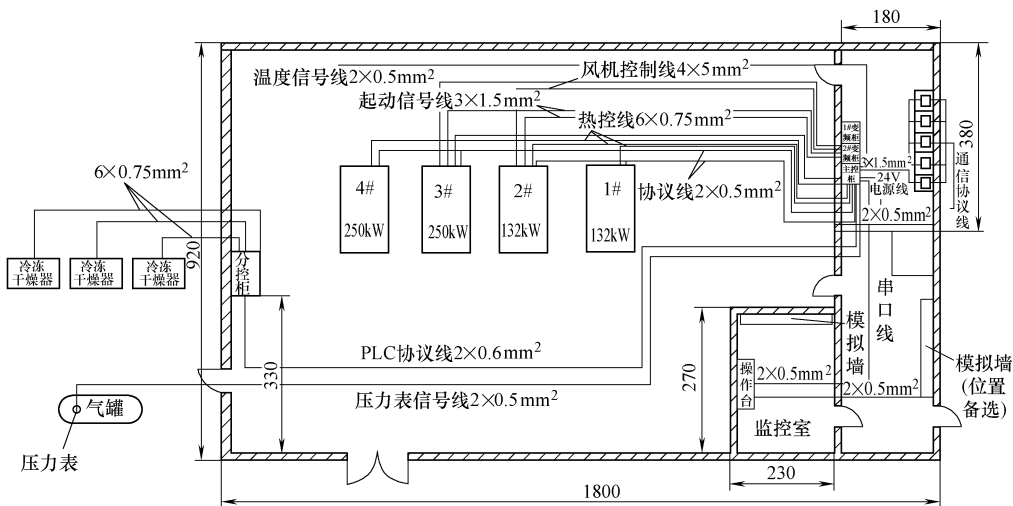 180
温度信号线2×0.5mm²
风机控制线4×5mm²
起动信号线3×1.5mm²
热控线6×0.75mm²
1#变
频柜
2#变
频柜
主控
柜
3×1.5mm²
24V
电源线
2×0.5mm²
380
通信协议线
6×0.75mm²
4#
250kW
3#
250kW
2#
132kW
1#
132kW
协议线2×0.5mm²
920
冷冻
干燥器
冷冻
干燥器
冷冻
干燥器
分控柜
330
PLC协议线2×0.6mm²
压力表信号线2×0.5mm²
气罐
压力表
270
模拟墙
串口线
操作台
2×0.5mm²
2×0.5mm²
监控室
模拟墙
(位置
备选)
230
1800